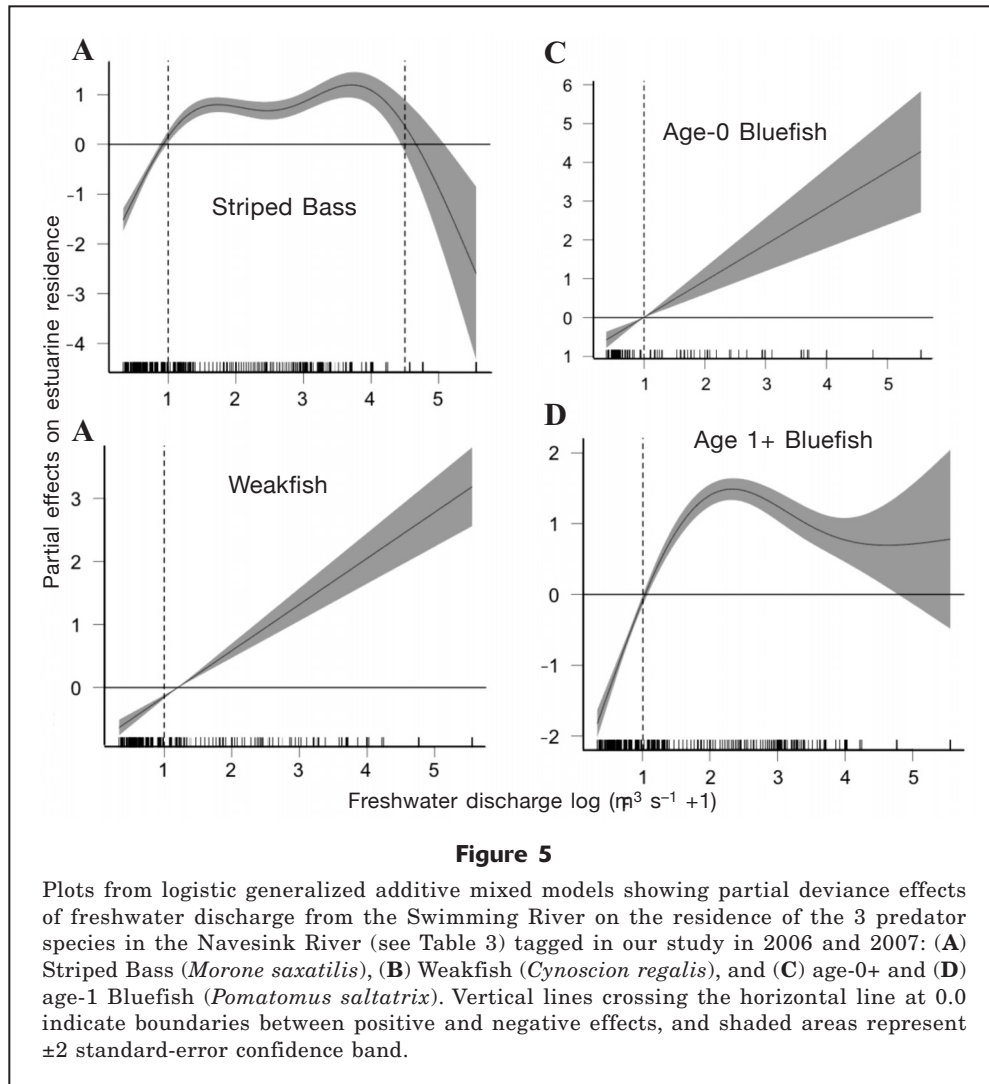 A
C
1
0
-1
-2
-3
-4
Striped Bass
1 2 3 4 5
6
5
4
3
2
1
0
1
Age-0 Bluefish
1 2 3 4 5
Partial effects on estuarine residence
A
D
3
2
1
0
Weakfish
1 2 3 4 5
2
1
0
-1
-2
Age 1+ Bluefish
1 2 3 4 5
Freshwater discharge log (m³ s⁻¹ +1)
Figure 5
Plots from logistic generalized additive mixed models showing partial deviance effects
of freshwater discharge from the Swimming River on the residence of the 3 predator
species in the Navesink River (see Table 3) tagged in our study in 2006 and 2007: (A)
Striped Bass (Morone saxatilis), (B) Weakfish (Cynoscion regalis), and (C) age-0+ and (D)
age-1 Bluefish (Pomatomus saltatrix). Vertical lines crossing the horizontal line at 0.0
indicate boundaries between positive and negative effects, and shaded areas represent
±2 standard-error confidence band.